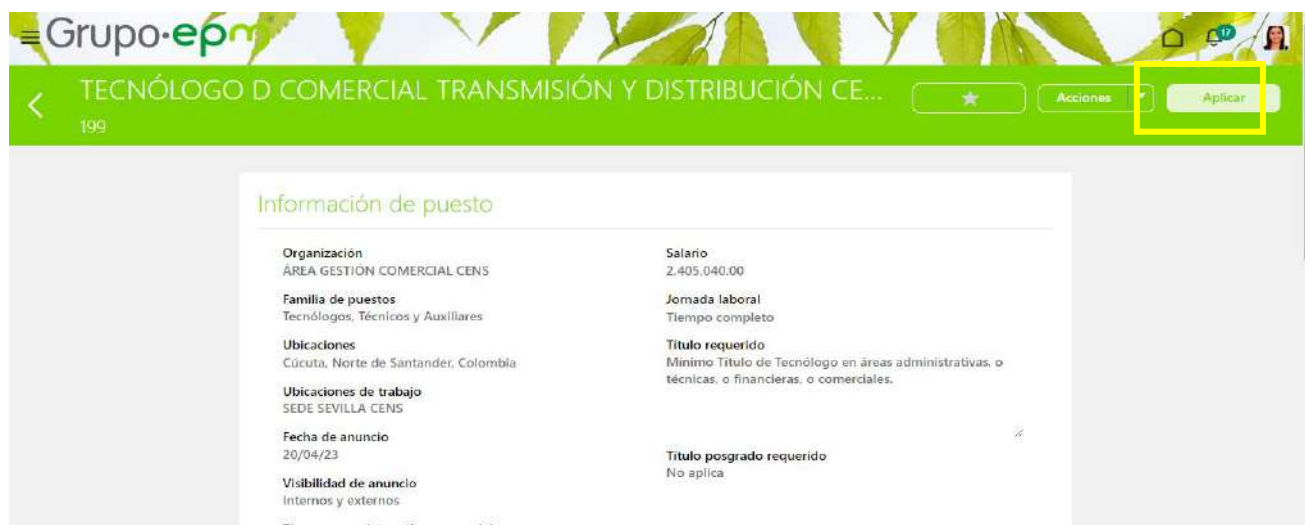 Grupo·epm
17
TECNÓLOGO D COMERCIAL TRANSMISIÓN Y DISTRIBUCIÓN CE...
199
Acciones
Aplicar
Información de puesto
Organización
ÁREA GESTIÓN COMERCIAL CENS
Familia de puestos
Tecnólogos, Técnicos y Auxiliares
Ubicaciones
Cúcuta, Norte de Santander, Colombia
Ubicaciones de trabajo
SEDE SEVILLA CENS
Fecha de anuncio
20/04/23
Visibilidad de anuncio
Internos y externos
Salario
2.405.040.00
Jornada laboral
Tiempo completo
Título requerido
Mínimo Título de Tecnólogo en áreas administrativas, o
técnicas, o financieras, o comerciales.
Título posgrado requerido
No aplica